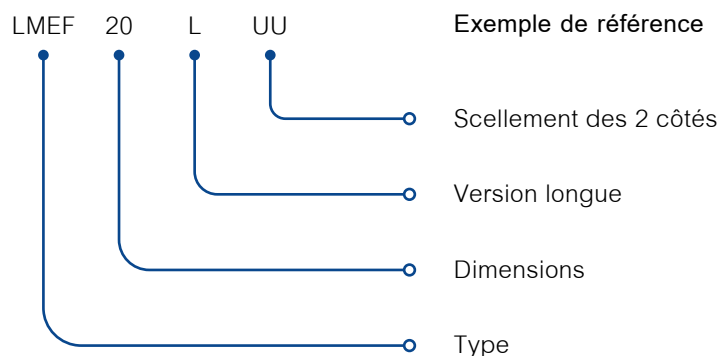 LMEF 20 L UU Exemple de référence
Scellement des 2 côtés
Version longue
Dimensions
Type